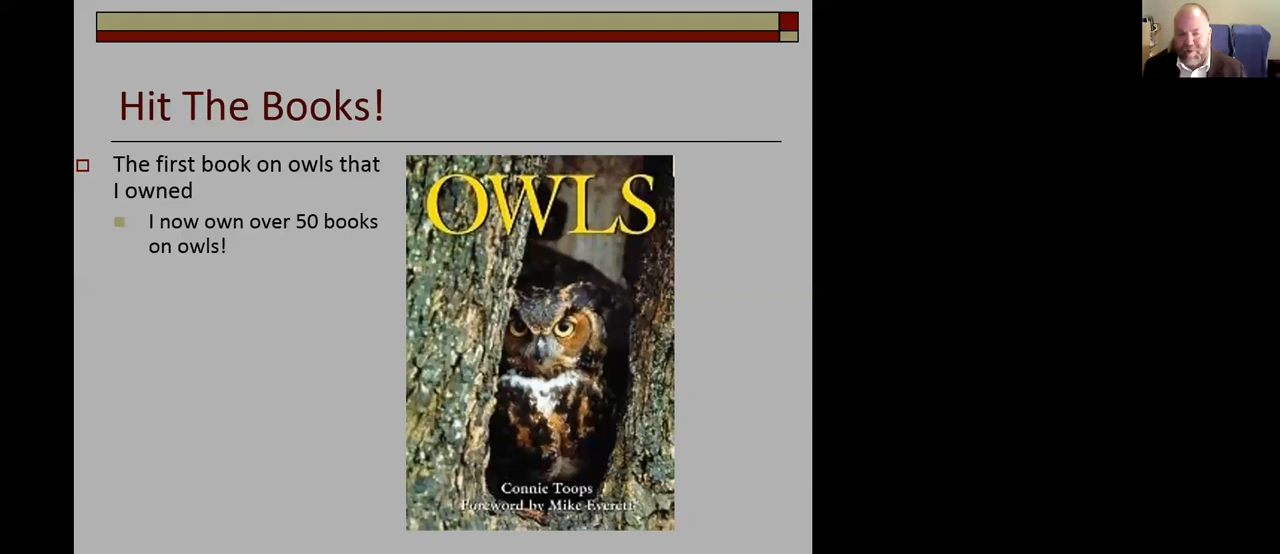 Hit The Books!
The first book on owls that
I owned
I now own over 50 books
on owls!
OWLS
Connie Toops
Foreword by Mike Everett